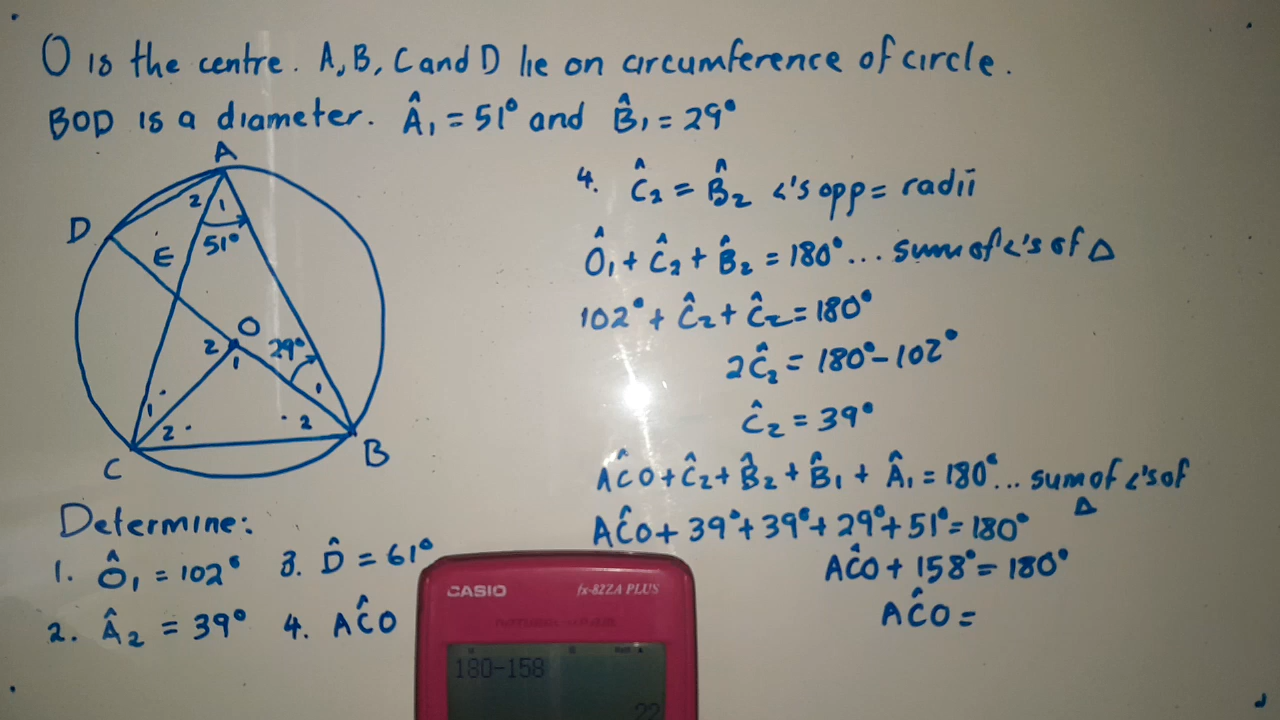 O is the centre. A, B, C and D lie on circumference of circle.
BOD is a diameter. Â₁ = 51° and B̂₁ = 29°
A
D
2
1
51°
E
O
2
1
29°
1
1
2
2
C
B
Determine:
1. Ô₁ = 102°
2. Â₂ = 39°
3. D̂ = 61°
4. AĈO
4. Ĉ₂ = B̂₂ ∠'s opp = radii
Ô₁ + Ĉ₂ + B̂₂ = 180° ... sum of ∠'s of Δ
102° + Ĉ₂ + Ĉ₂ = 180°
2Ĉ₂ = 180° - 102°
Ĉ₂ = 39°
AĈO + Ĉ₂ + B̂₂ + B̂₁ + Â₁ = 180° ... sum of ∠'s of Δ
AĈO + 39° + 39° + 29° + 51° = 180°
AĈO + 158° = 180°
AĈO =
CASIO
fx-82ZA PLUS
180-158
22